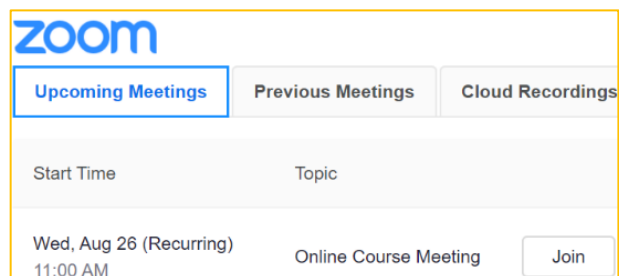 zoom
Upcoming Meetings Previous Meetings Cloud Recordings
Start Time Topic
Wed, Aug 26 (Recurring)
11:00 AM
Online Course Meeting Join